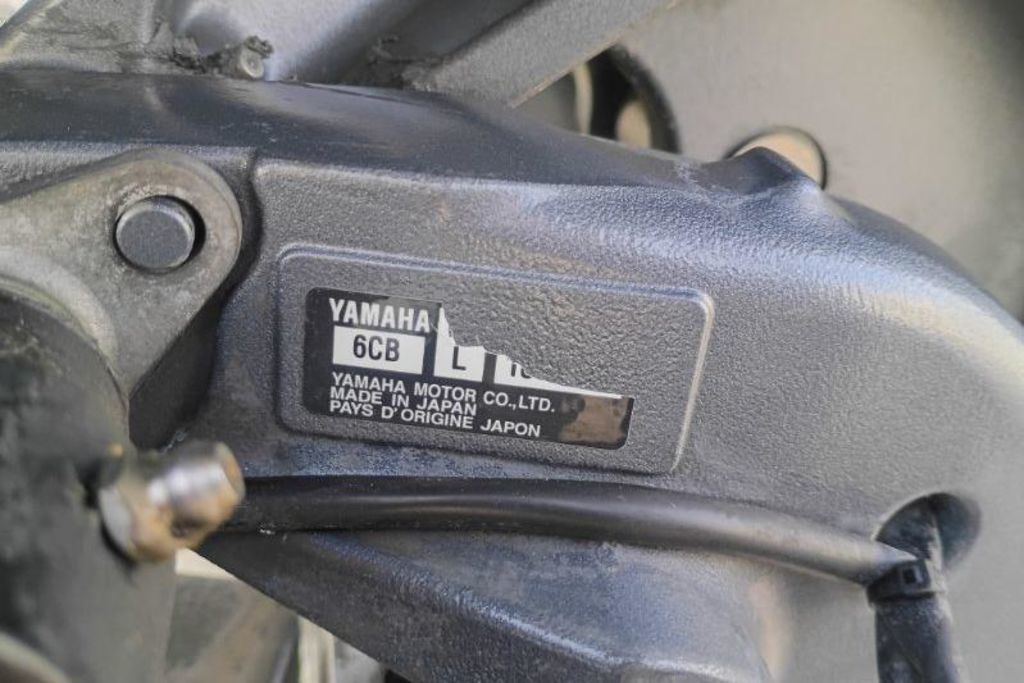 YAMAHA
6CB L
YAMAHA MOTOR CO.,LTD.
MADE IN JAPAN
PAYS D'ORIGINE JAPON